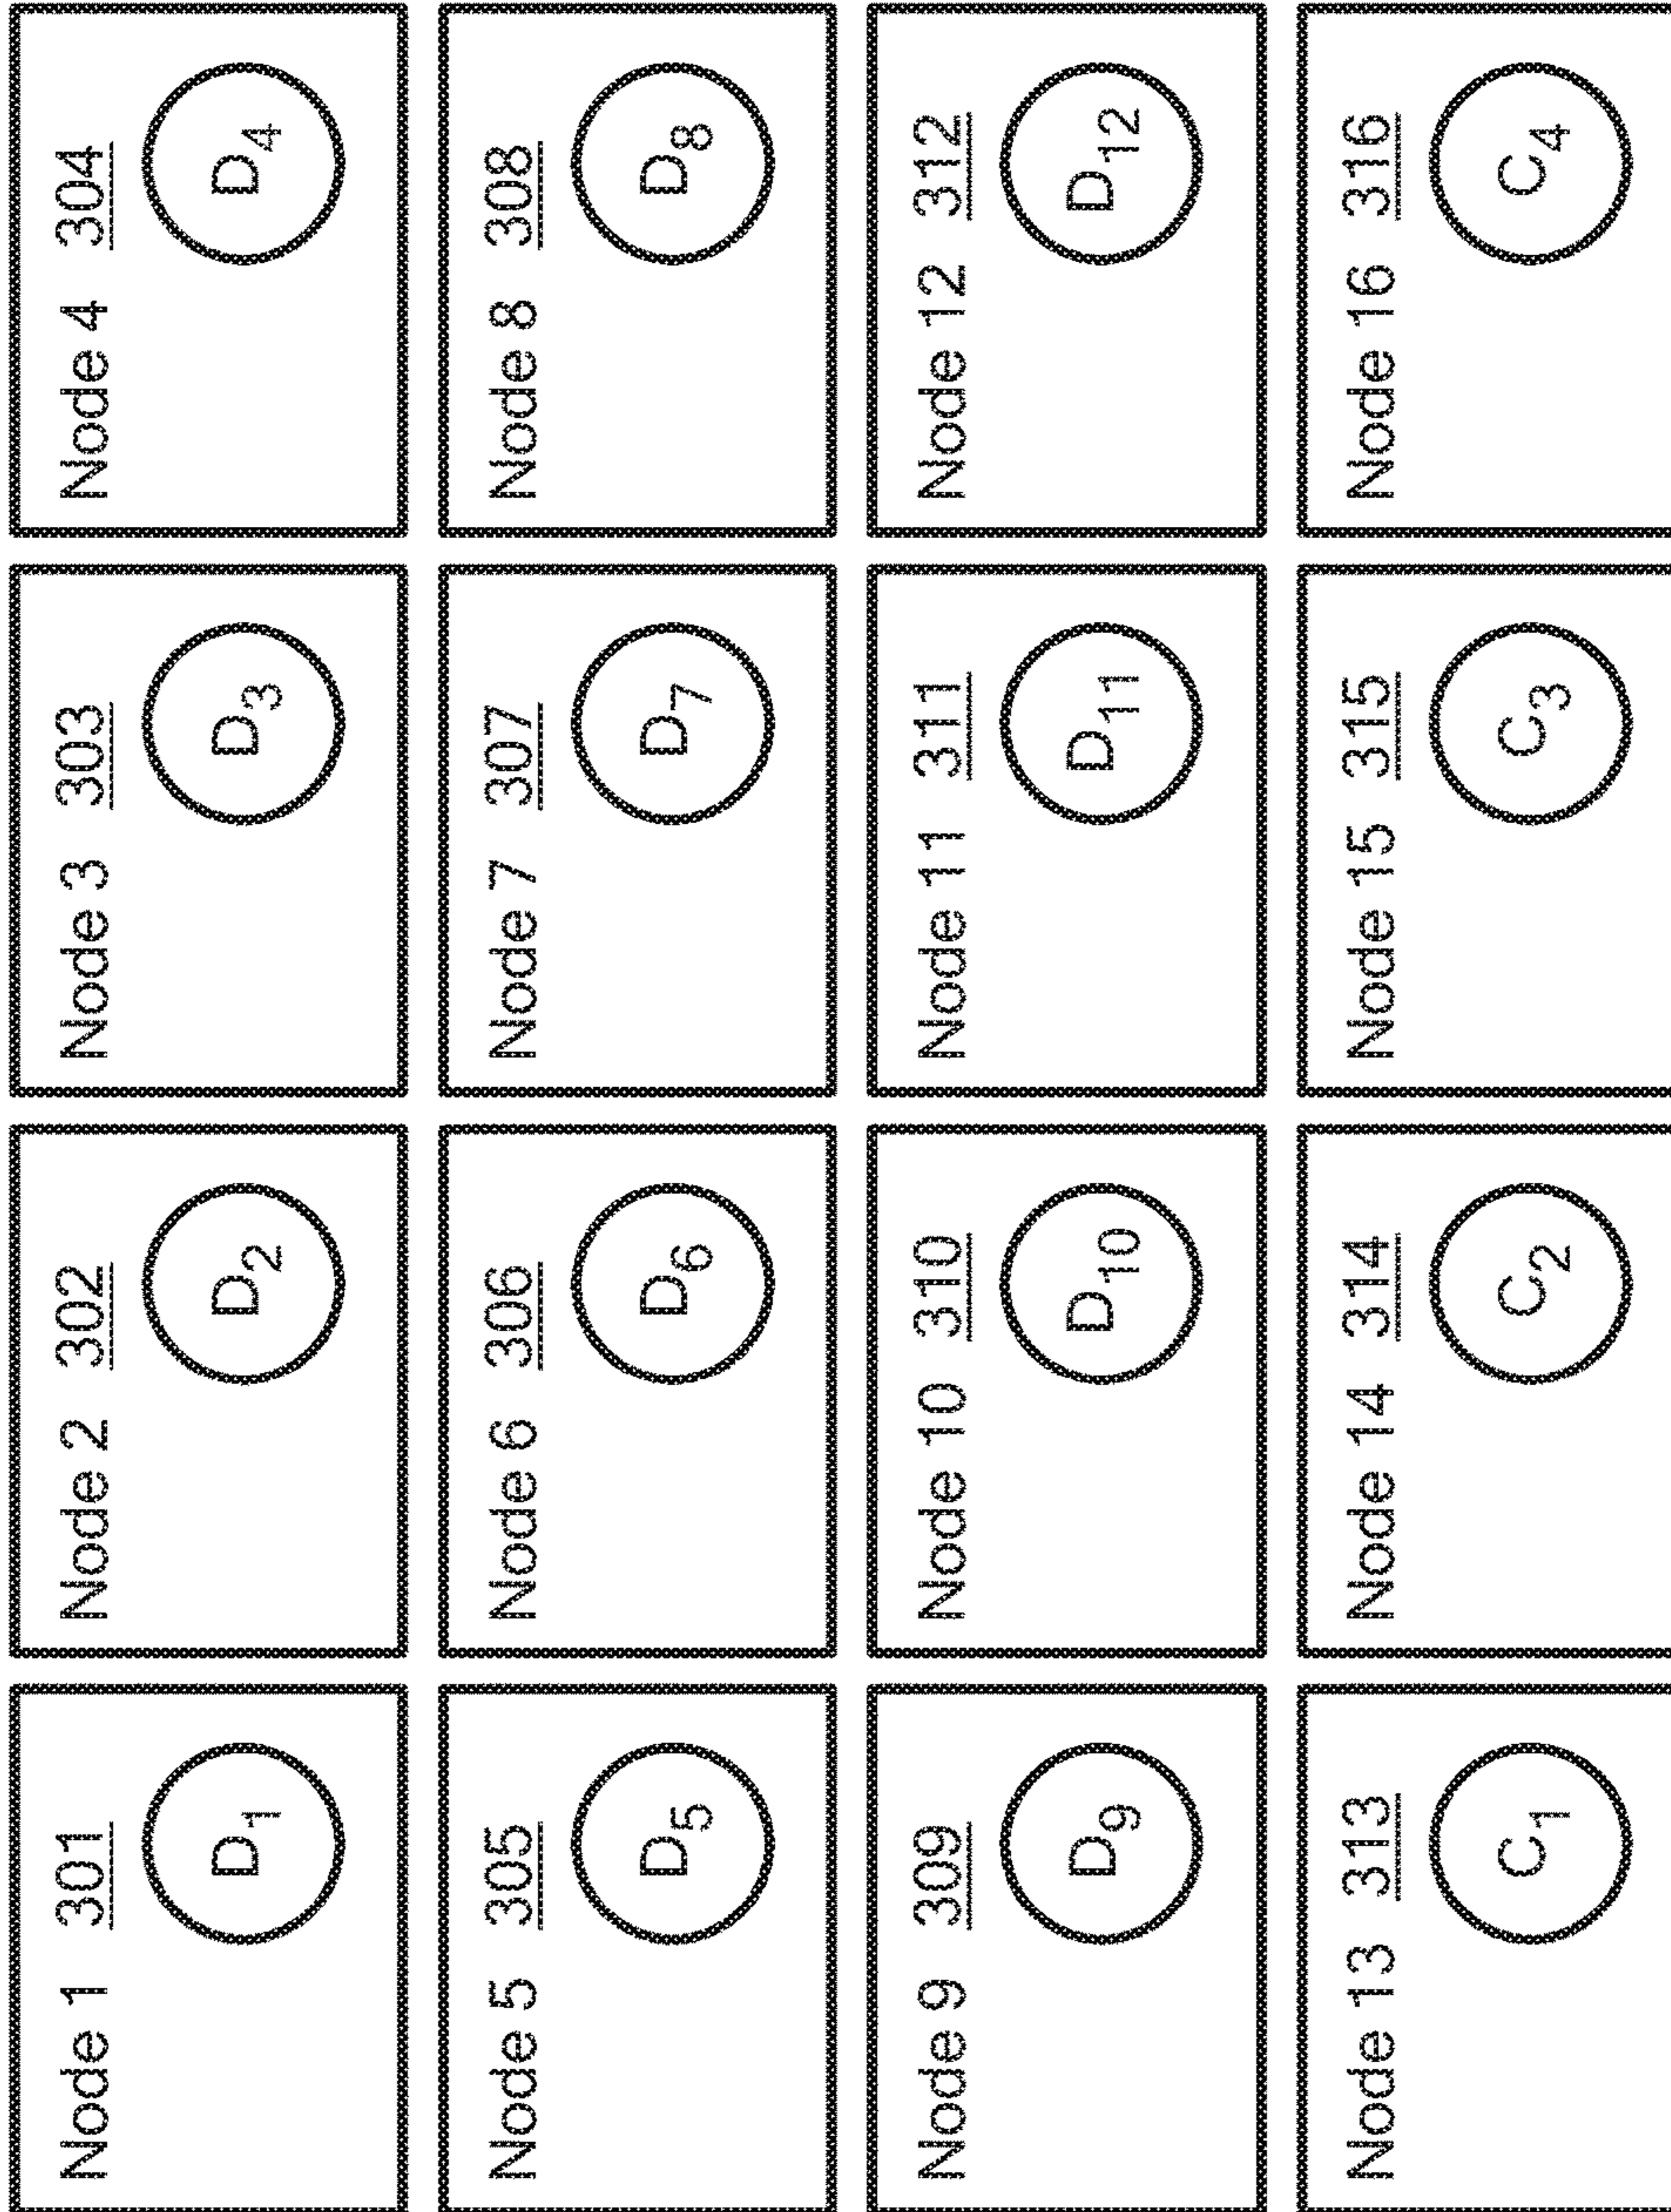 Node 1 301
D1
Node 2 302
D2
Node 3 303
D3
Node 4 304
D4
Node 5 305
D5
Node 6 306
D6
Node 7 307
D7
Node 8 308
D8
Node 9 309
D9
Node 10 310
D10
Node 11 311
D11
Node 12 312
D12
Node 13 313
C1
Node 14 314
C2
Node 15 315
C3
Node 16 316
C4